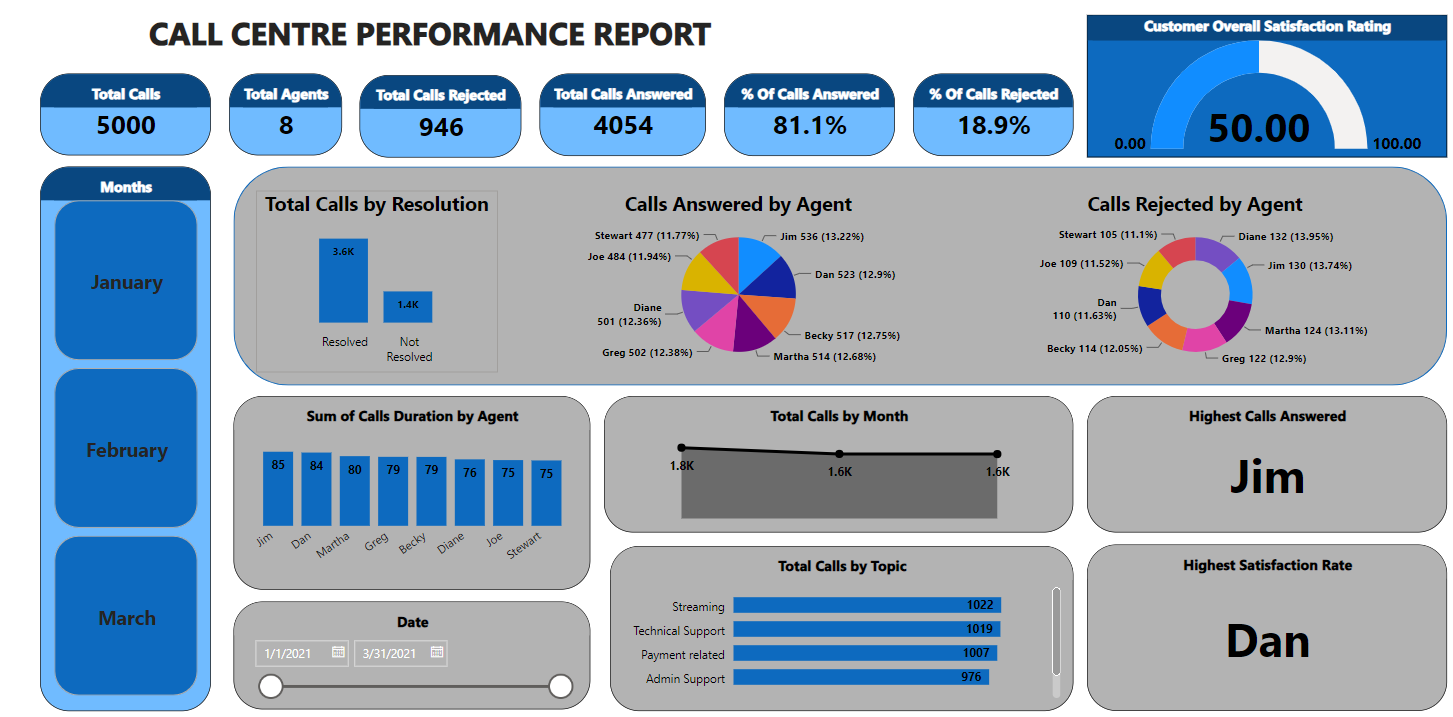 CALL CENTRE PERFORMANCE REPORT
Customer Overall Satisfaction Rating
50.00
0.00
100.00
Total Calls
5000
Total Agents
8
Total Calls Rejected
946
Total Calls Answered
4054
% Of Calls Answered
81.1%
% Of Calls Rejected
18.9%
Months
January
February
March
Total Calls by Resolution
3.6K
1.4K
Resolved
Not
Resolved
Calls Answered by Agent
Stewart 477 (11.77%)
Jim 536 (13.22%)
Joe 484 (11.94%)
Dan 523 (12.9%)
Diane
501 (12.36%)
Becky 517 (12.75%)
Greg 502 (12.38%)
Martha 514 (12.68%)
Calls Rejected by Agent
Stewart 105 (11.1%)
Diane 132 (13.95%)
Joe 109 (11.52%)
Jim 130 (13.74%)
Dan
110 (11.63%)
Martha 124 (13.11%)
Becky 114 (12.05%)
Greg 122 (12.9%)
Sum of Calls Duration by Agent
85
84
80
79
79
76
75
75
Jim
Dan
Martha
Greg
Becky
Diane
Joe
Stewart
Date
1/1/2021
3/31/2021
Total Calls by Month
1.8K
1.6K
1.6K
Total Calls by Topic
Streaming
1022
Technical Support
1019
Payment related
1007
Admin Support
976
Highest Calls Answered
Jim
Highest Satisfaction Rate
Dan